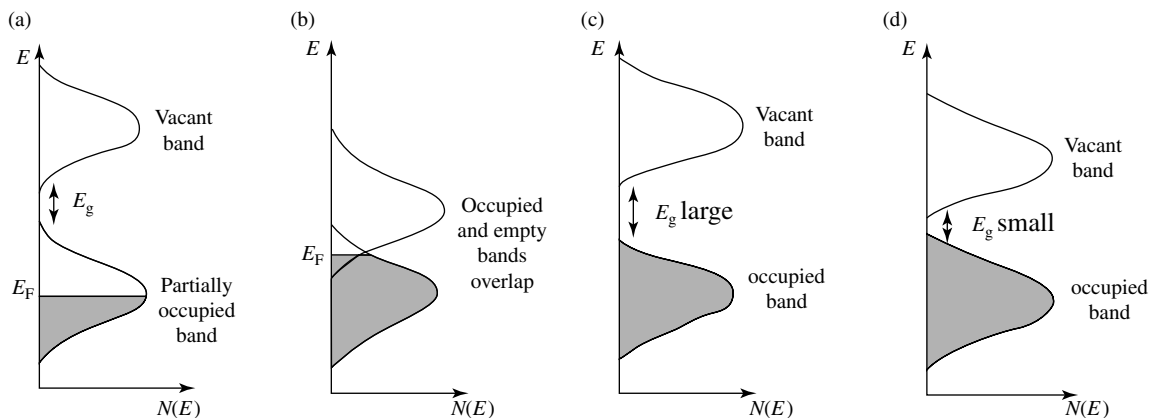 (a)
E
Vacant
band
E_g
E_F
Partially
occupied
band
N(E)
(b)
E
Occupied
and empty
bands
overlap
E_F
N(E)
(c)
E
Vacant
band
E_g large
occupied
band
N(E)
(d)
E
Vacant
band
E_g small
occupied
band
N(E)